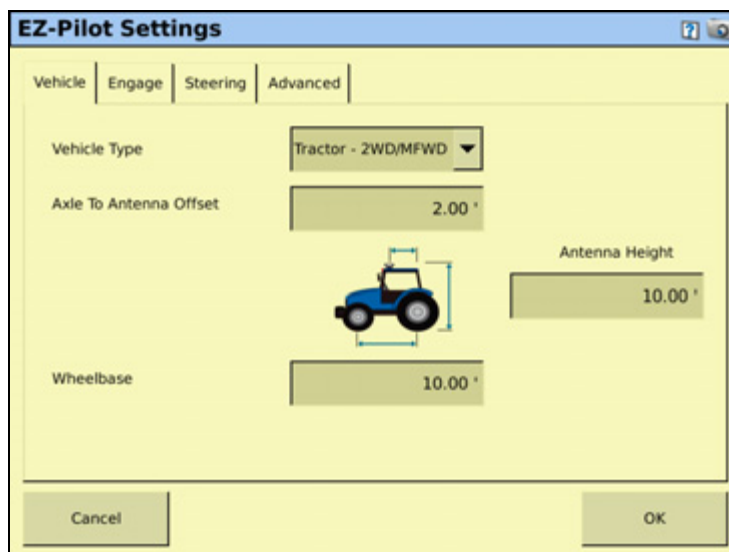 EZ-Pilot Settings
?
Vehicle Engage Steering Advanced
Vehicle Type Tractor - 2WD/MFWD
Axle To Antenna Offset 2.00 '
Antenna Height
10.00 '
Wheelbase 10.00 '
Cancel OK